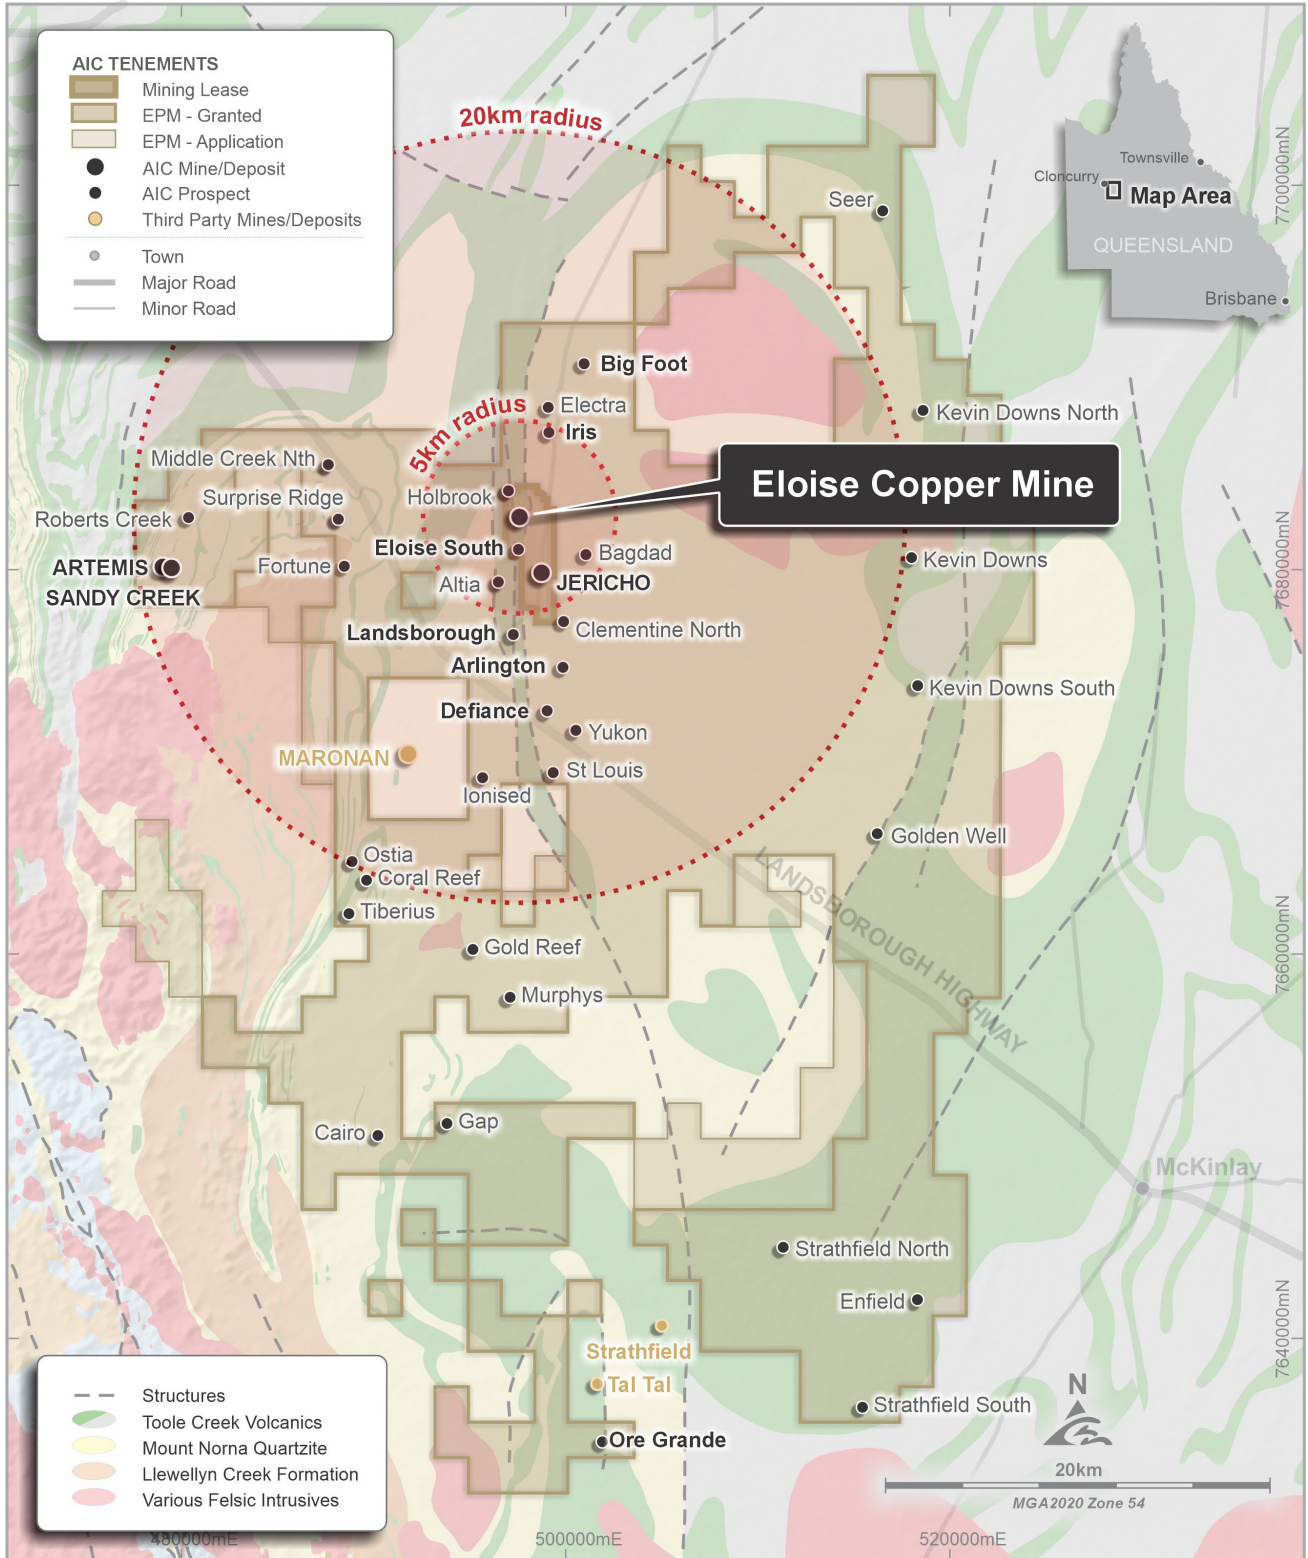 AIC TENEMENTS
Mining Lease
EPM - Granted
EPM - Application
AIC Mine/Deposit
AIC Prospect
Third Party Mines/Deposits
Town
Major Road
Minor Road
20km radius
Townsville
Cloncurry
Map Area
QUEENSLAND
Brisbane
7700000mN
Seer
Big Foot
Electra
Iris
5km radius
Kevin Downs North
Middle Creek Nth
Surprise Ridge
Holbrook
Eloise Copper Mine
Roberts Creek
Eloise South
Bagdad
Kevin Downs
ARTEMIS
Fortune
Altia
JERICHO
SANDY CREEK
7680000mN
Landsborough
Clementine North
Arlington
Kevin Downs South
Defiance
Yukon
MARONAN
St Louis
Ionised
Golden Well
Ostia
Coral Reef
Tiberius
LANDSBOROUGH HIGHWAY
Gold Reef
7660000mN
Murphys
Gap
Cairo
McKinlay
Strathfield North
Enfield
7640000mN
Strathfield
Tal Tal
Strathfield South
Ore Grande
N
20km
MGA2020 Zone 54
Structures
Toole Creek Volcanics
Mount Norna Quartzite
Llewellyn Creek Formation
Various Felsic Intrusives
480000mE
500000mE
520000mE